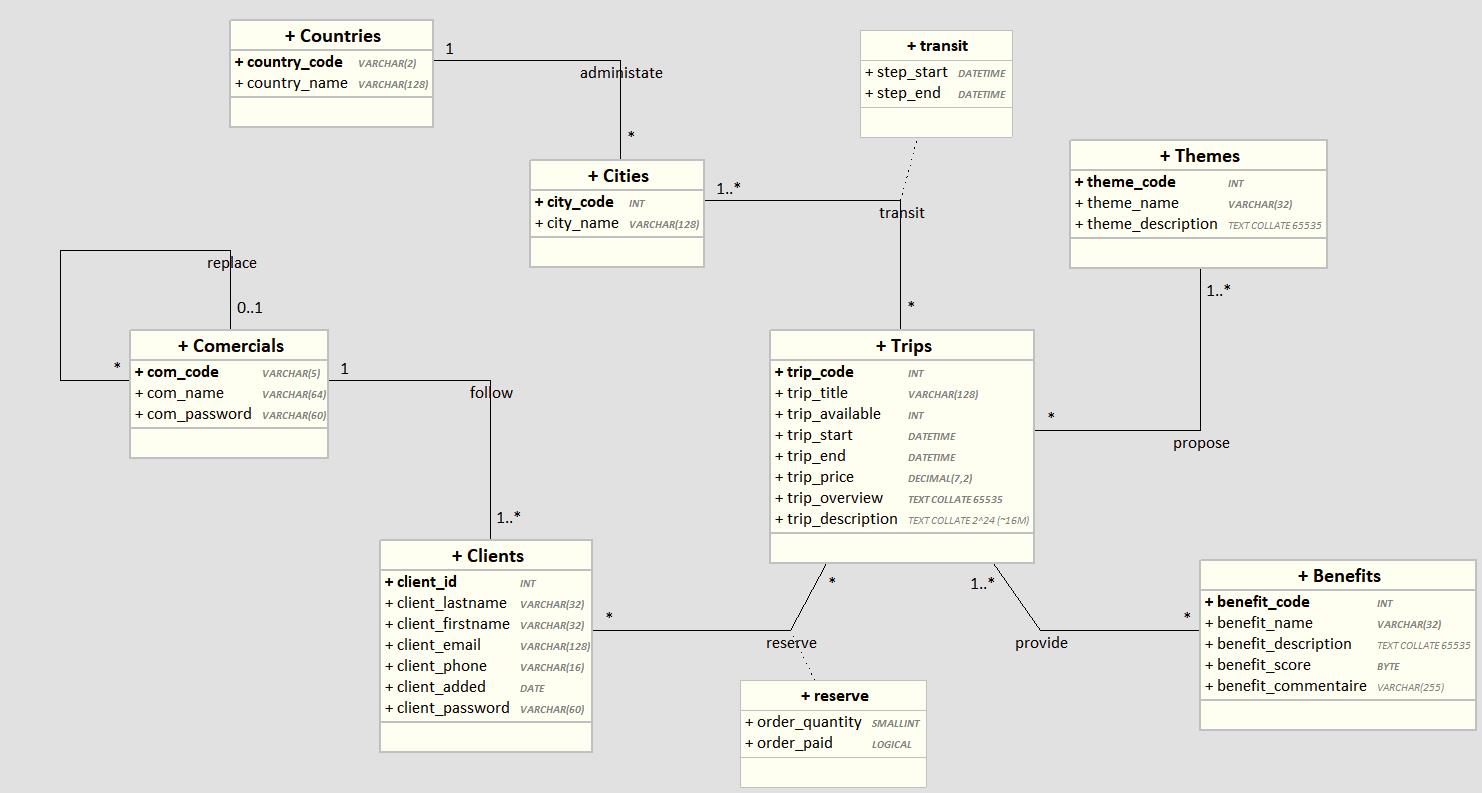 + Countries
+ country_code VARCHAR(2)
+ country_name VARCHAR(128)
1
administate
*
+ transit
+ step_start DATETIME
+ step_end DATETIME
+ Cities
+ city_code INT
+ city_name VARCHAR(128)
1..*
transit
*
+ Themes
+ theme_code INT
+ theme_name VARCHAR(32)
+ theme_description TEXT COLLATE 65535
1..*
*
propose
replace
0..1
*
+ Comercials
+ com_code VARCHAR(5)
+ com_name VARCHAR(64)
+ com_password VARCHAR(60)
1
follow
1..*
+ Trips
+ trip_code INT
+ trip_title VARCHAR(128)
+ trip_available INT
+ trip_start DATETIME
+ trip_end DATETIME
+ trip_price DECIMAL(7,2)
+ trip_overview TEXT COLLATE 65535
+ trip_description TEXT COLLATE 2^24 (~16M)
+ Clients
+ client_id INT
+ client_lastname VARCHAR(32)
+ client_firstname VARCHAR(32)
+ client_email VARCHAR(128)
+ client_phone VARCHAR(16)
+ client_added DATE
+ client_password VARCHAR(60)
*
*
reserve
1..*
*
provide
+ Benefits
+ benefit_code INT
+ benefit_name VARCHAR(32)
+ benefit_description TEXT COLLATE 65535
+ benefit_score BYTE
+ benefit_commentaire VARCHAR(255)
+ reserve
+ order_quantity SMALLINT
+ order_paid LOGICAL